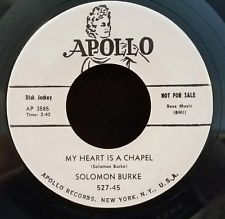 APOLLO
Disk Jockey
NOT FOR SALE
AP 3585
Time: 2:42
Bess Music
(BMI)
MY HEART IS A CHAPEL
(Solomon Burke)
SOLOMON BURKE
527-45
APOLLO RECORDS, NEW YORK, N.Y., U.S.A.